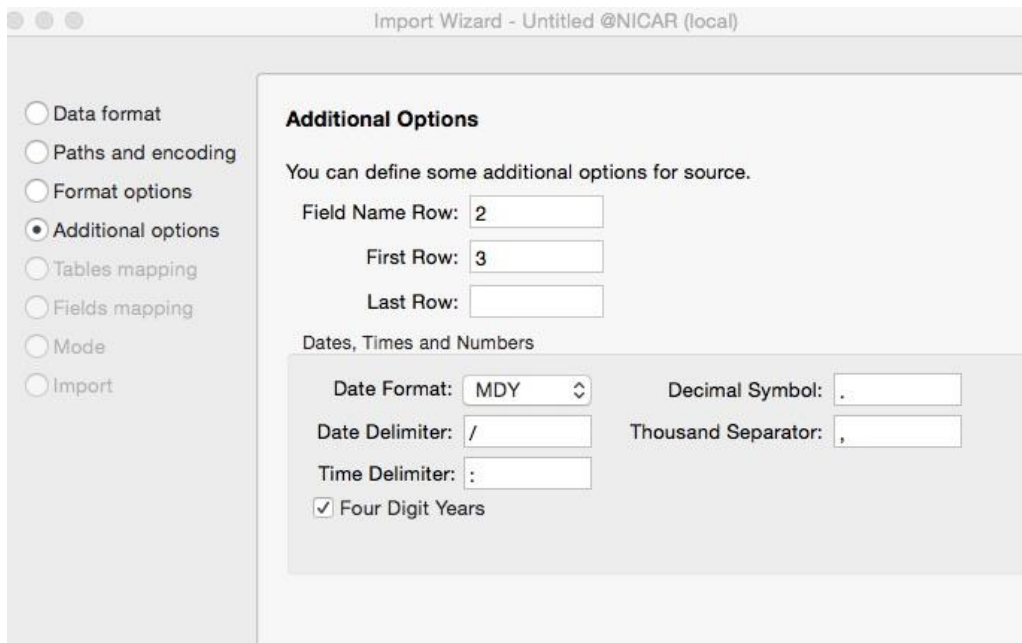 Import Wizard - Untitled @NICAR (local)
Data format
Paths and encoding
Format options
Additional options
Tables mapping
Fields mapping
Mode
Import
Additional Options
You can define some additional options for source.
Field Name Row: 2
First Row: 3
Last Row:
Dates, Times and Numbers
Date Format: MDY
Decimal Symbol: .
Date Delimiter: /
Thousand Separator: ,
Time Delimiter: :
Four Digit Years